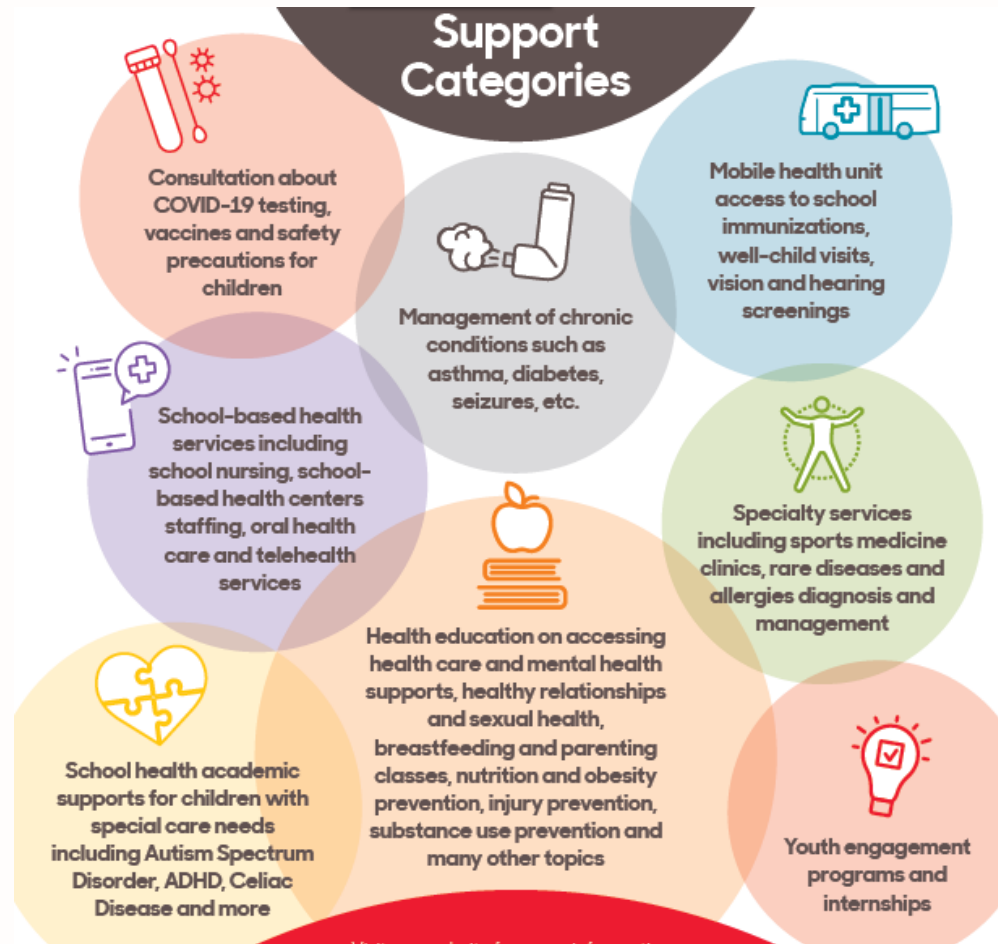 Support
Categories
Consultation about
COVID-19 testing,
vaccines and safety
precautions for
children
Mobile health unit
access to school
immunizations,
well-child visits,
vision and hearing
screenings
Management of chronic
conditions such as
asthma, diabetes,
seizures, etc.
School-based health
services including
school nursing, school-
based health centers
staffing, oral health
care and telehealth
services
Specialty services
including sports medicine
clinics, rare diseases and
allergies diagnosis and
management
Health education on accessing
health care and mental health
supports, healthy relationships
and sexual health,
breastfeeding and parenting
classes, nutrition and obesity
prevention, injury prevention,
substance use prevention and
many other topics
School health academic
supports for children with
special care needs
including Autism Spectrum
Disorder, ADHD, Celiac
Disease and more
Youth engagement
programs and
internships